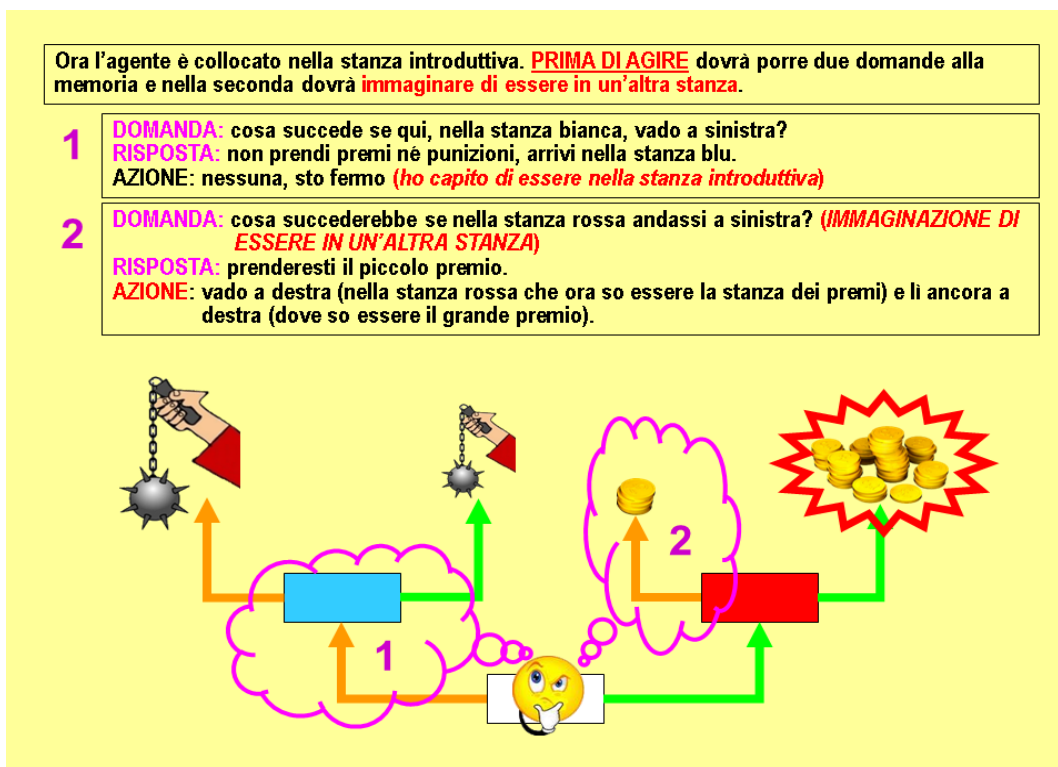 Ora l'agente è collocato nella stanza introduttiva. PRIMA DI AGIRE dovrà porre due domande alla
memoria e nella seconda dovrà immaginare di essere in un'altra stanza.
1
DOMANDA: cosa succede se qui, nella stanza bianca, vado a sinistra?
RISPOSTA: non prendi premi né punizioni, arrivi nella stanza blu.
AZIONE: nessuna, sto fermo (ho capito di essere nella stanza introduttiva)
2
DOMANDA: cosa succederebbe se nella stanza rossa andassi a sinistra? (IMMAGINAZIONE DI
ESSERE IN UN'ALTRA STANZA)
RISPOSTA: prenderesti il piccolo premio.
AZIONE: vado a destra (nella stanza rossa che ora so essere la stanza dei premi) e lì ancora a
destra (dove so essere il grande premio).
2
1